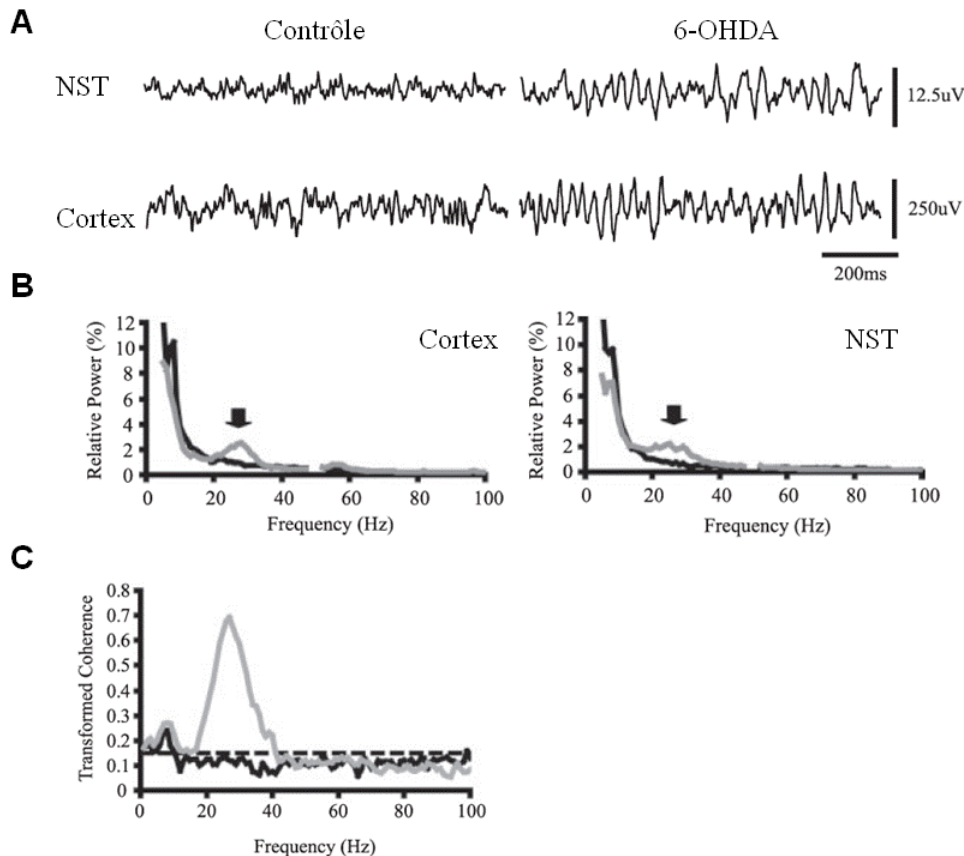 A
Contrôle 6-OHDA
NST
12.5uV
Cortex
250uV
200ms
B
Cortex
Relative Power (%)
12
10
8
6
4
2
0
0 20 40 60 80 100
Frequency (Hz)
NST
Relative Power (%)
12
10
8
6
4
2
0
0 20 40 60 80 100
Frequency (Hz)
C
Transformed Coherence
0.8
0.7
0.6
0.5
0.4
0.3
0.2
0.1
0
0 20 40 60 80 100
Frequency (Hz)